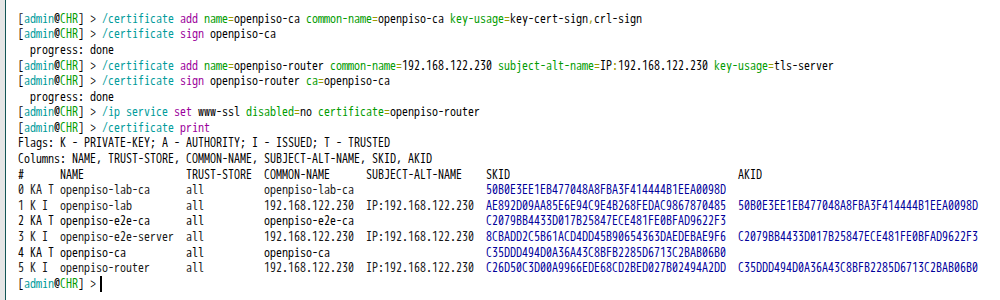 [admin@CHR] > /certificate add name=openpiso-ca common-name=openpiso-ca key-usage=key-cert-sign,crl-sign
[admin@CHR] > /certificate sign openpiso-ca
  progress: done
[admin@CHR] > /certificate add name=openpiso-router common-name=192.168.122.230 subject-alt-name=IP:192.168.122.230 key-usage=tls-server
[admin@CHR] > /certificate sign openpiso-router ca=openpiso-ca
  progress: done
[admin@CHR] > /ip service set www-ssl disabled=no certificate=openpiso-router
[admin@CHR] > /certificate print
Flags: K - PRIVATE-KEY; A - AUTHORITY; I - ISSUED; T - TRUSTED
Columns: NAME, TRUST-STORE, COMMON-NAME, SUBJECT-ALT-NAME, SKID, AKID
#      NAME                 TRUST-STORE  COMMON-NAME      SUBJECT-ALT-NAME    SKID                                      AKID
0 KA T openpiso-lab-ca      all          openpiso-lab-ca                      50B0E3EE1EB477048A8FBA3F414444B1EEA0098D
1 K I  openpiso-lab         all          192.168.122.230  IP:192.168.122.230  AE892D09AA85E6E94C9E4B268FEDAC9867870485  50B0E3EE1EB477048A8FBA3F414444B1EEA0098D
2 KA T openpiso-e2e-ca      all          openpiso-e2e-ca                      C2079BB4433D017B25847ECE481FE0BFAD9622F3
3 K I  openpiso-e2e-server  all          192.168.122.230  IP:192.168.122.230  8CBADD2C5B61ACD4DD45B90654363DAEDEBAE9F6  C2079BB4433D017B25847ECE481FE0BFAD9622F3
4 KA T openpiso-ca          all          openpiso-ca                          C35DDD494D0A36A43C8BFB2285D6713C2BAB06B0
5 K I  openpiso-router      all          192.168.122.230  IP:192.168.122.230  C26D50C3D00A9966EDE68CD2BED027B02494A2DD  C35DDD494D0A36A43C8BFB2285D6713C2BAB06B0
[admin@CHR] >